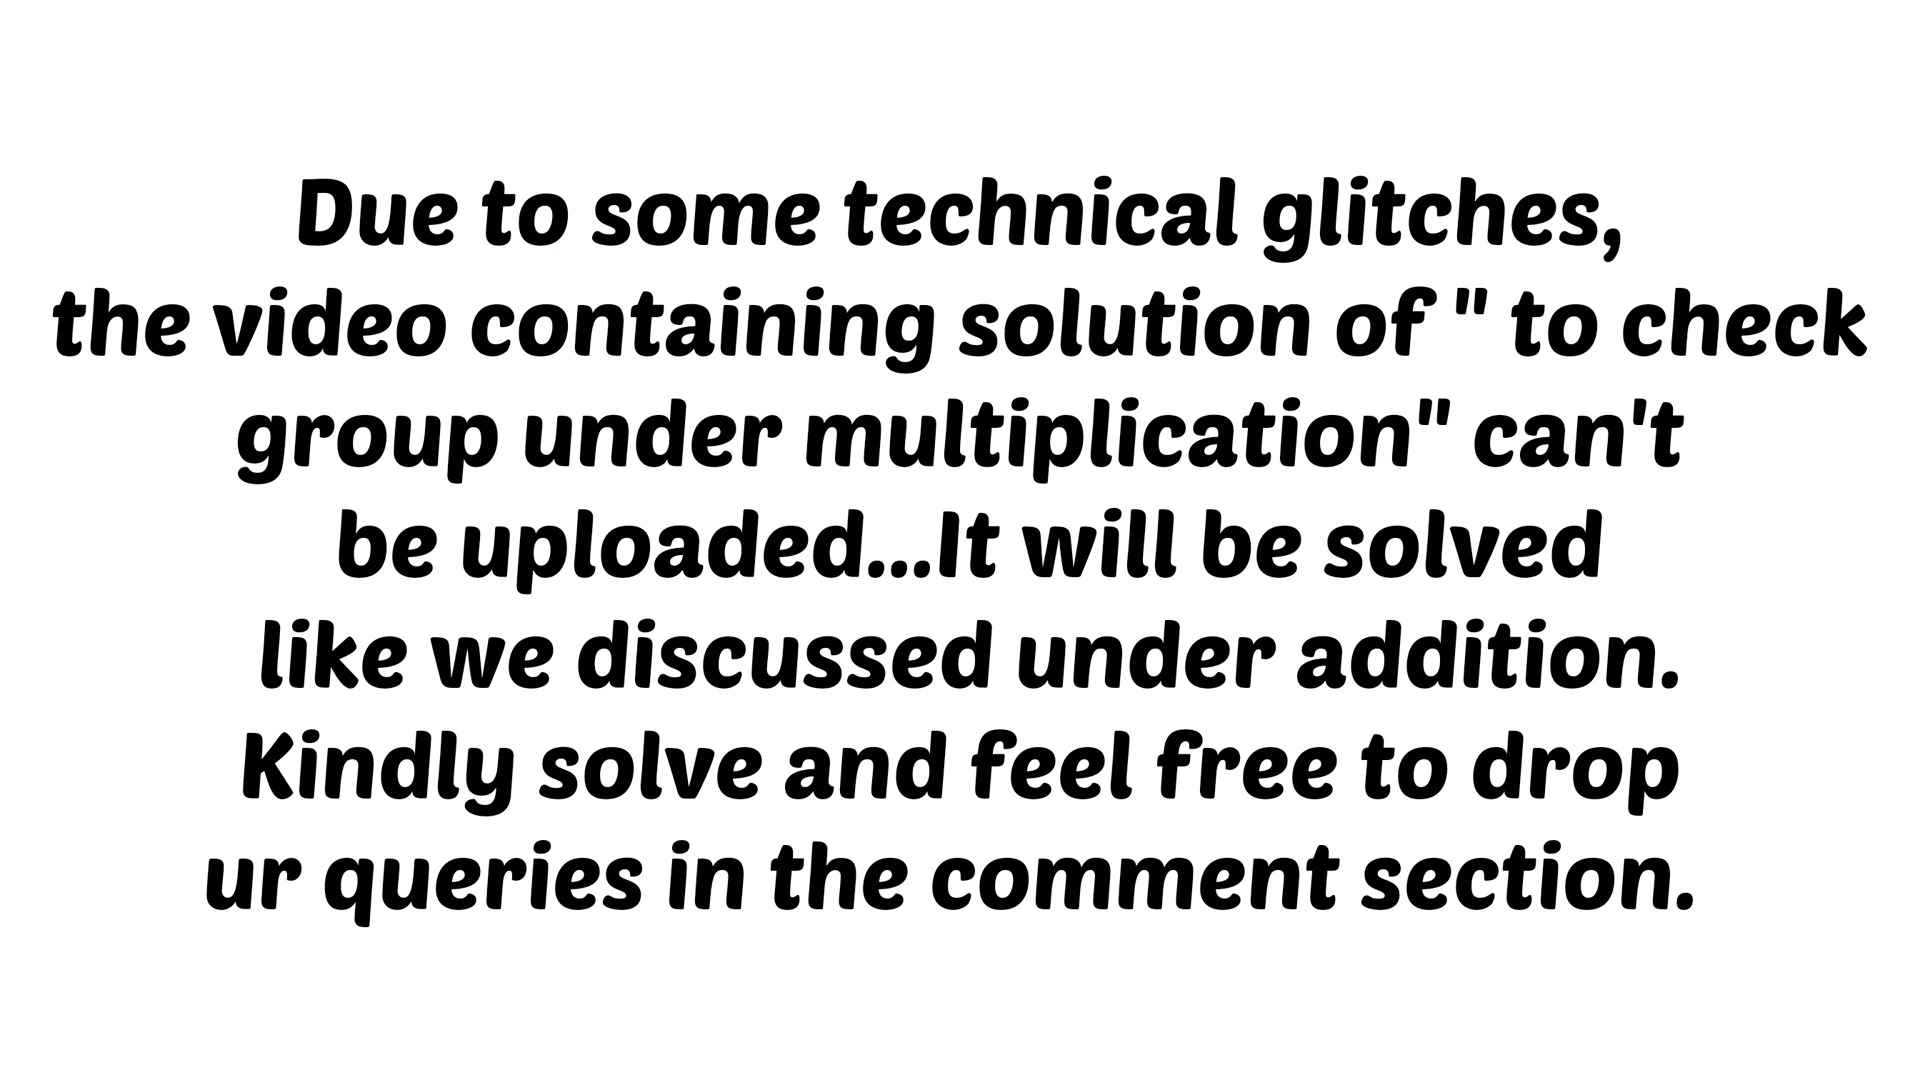 Due to some technical glitches,
the video containing solution of " to check
group under multiplication" can't
be uploaded...It will be solved
like we discussed under addition.
Kindly solve and feel free to drop
ur queries in the comment section.